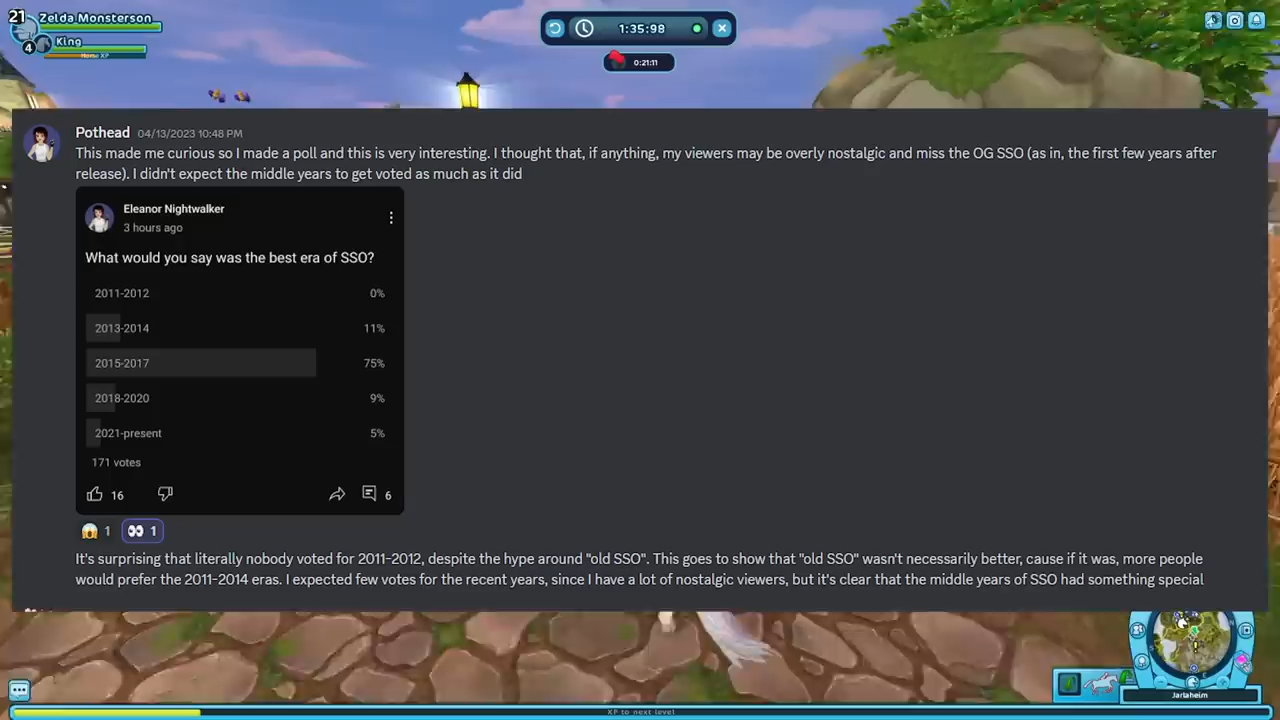 21
Zelda Monsterson
4
King
Horse XP
1:35:98
0:21:11
Pothead 04/13/2023 10:48 PM
This made me curious so I made a poll and this is very interesting. I thought that, if anything, my viewers may be overly nostalgic and miss the OG SSO (as in, the first few years after
release). I didn't expect the middle years to get voted as much as it did
Eleanor Nightwalker
3 hours ago
What would you say was the best era of SSO?
2011-2012 0%
2013-2014 11%
2015-2017 75%
2018-2020 9%
2021-present 5%
171 votes
16 6
1 1
It's surprising that literally nobody voted for 2011-2012, despite the hype around "old SSO". This goes to show that "old SSO" wasn't necessarily better, cause if it was, more people
would prefer the 2011-2014 eras. I expected few votes for the recent years, since I have a lot of nostalgic viewers, but it's clear that the middle years of SSO had something special
Jarlaheim
XP to next level